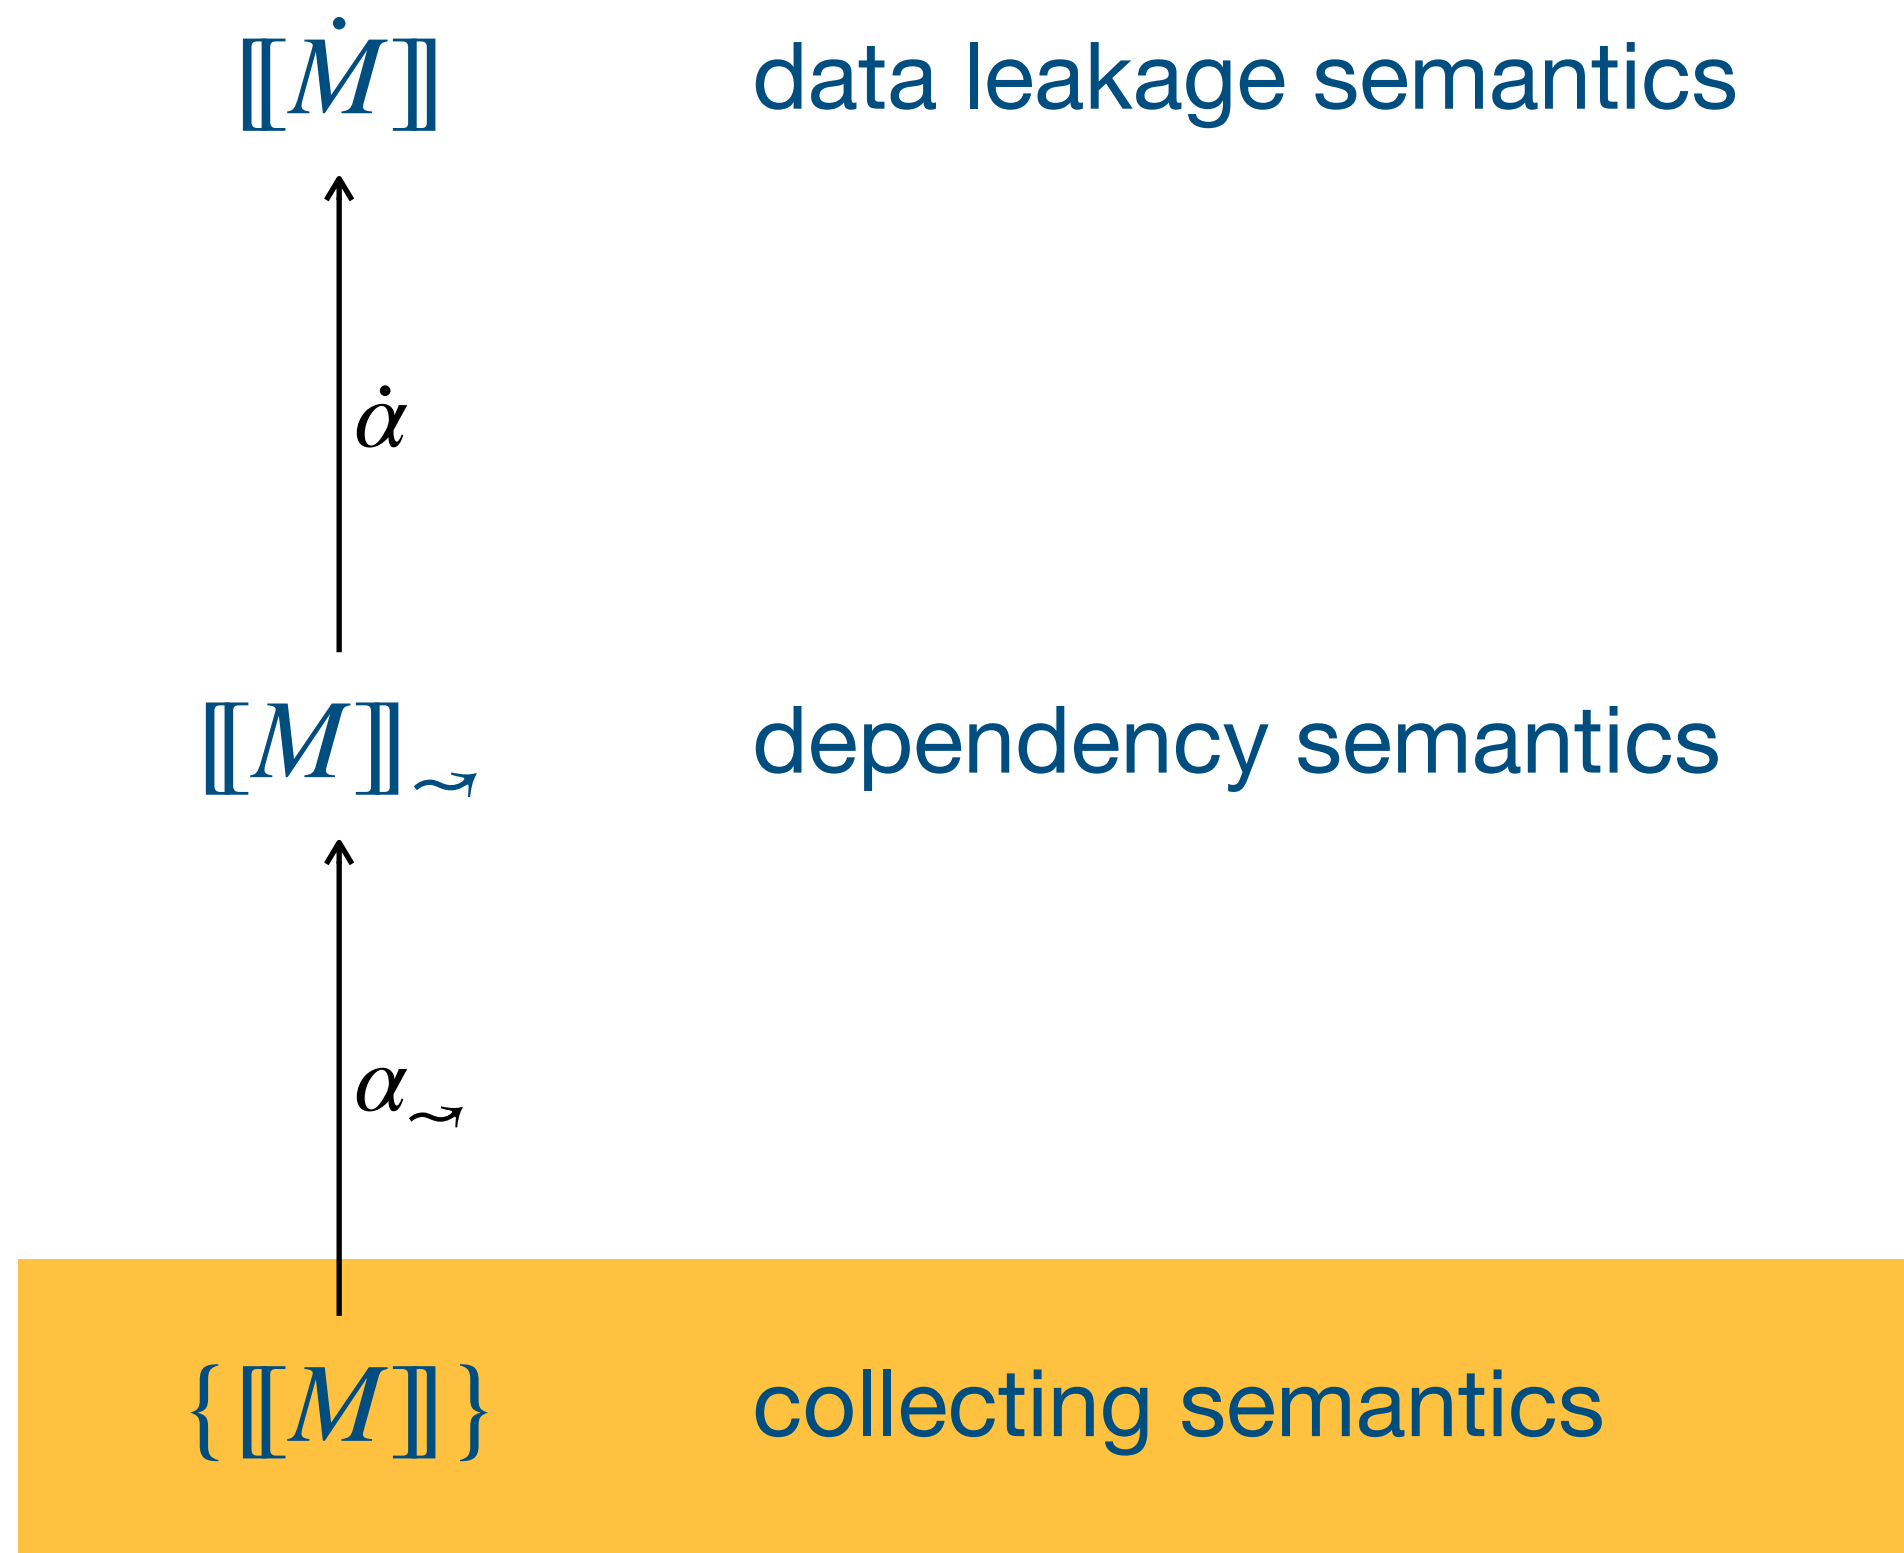 ⟦Ṁ⟧ data leakage semantics
α̇
⟦M⟧⤳ dependency semantics
α⤳
{⟦M⟧} collecting semantics